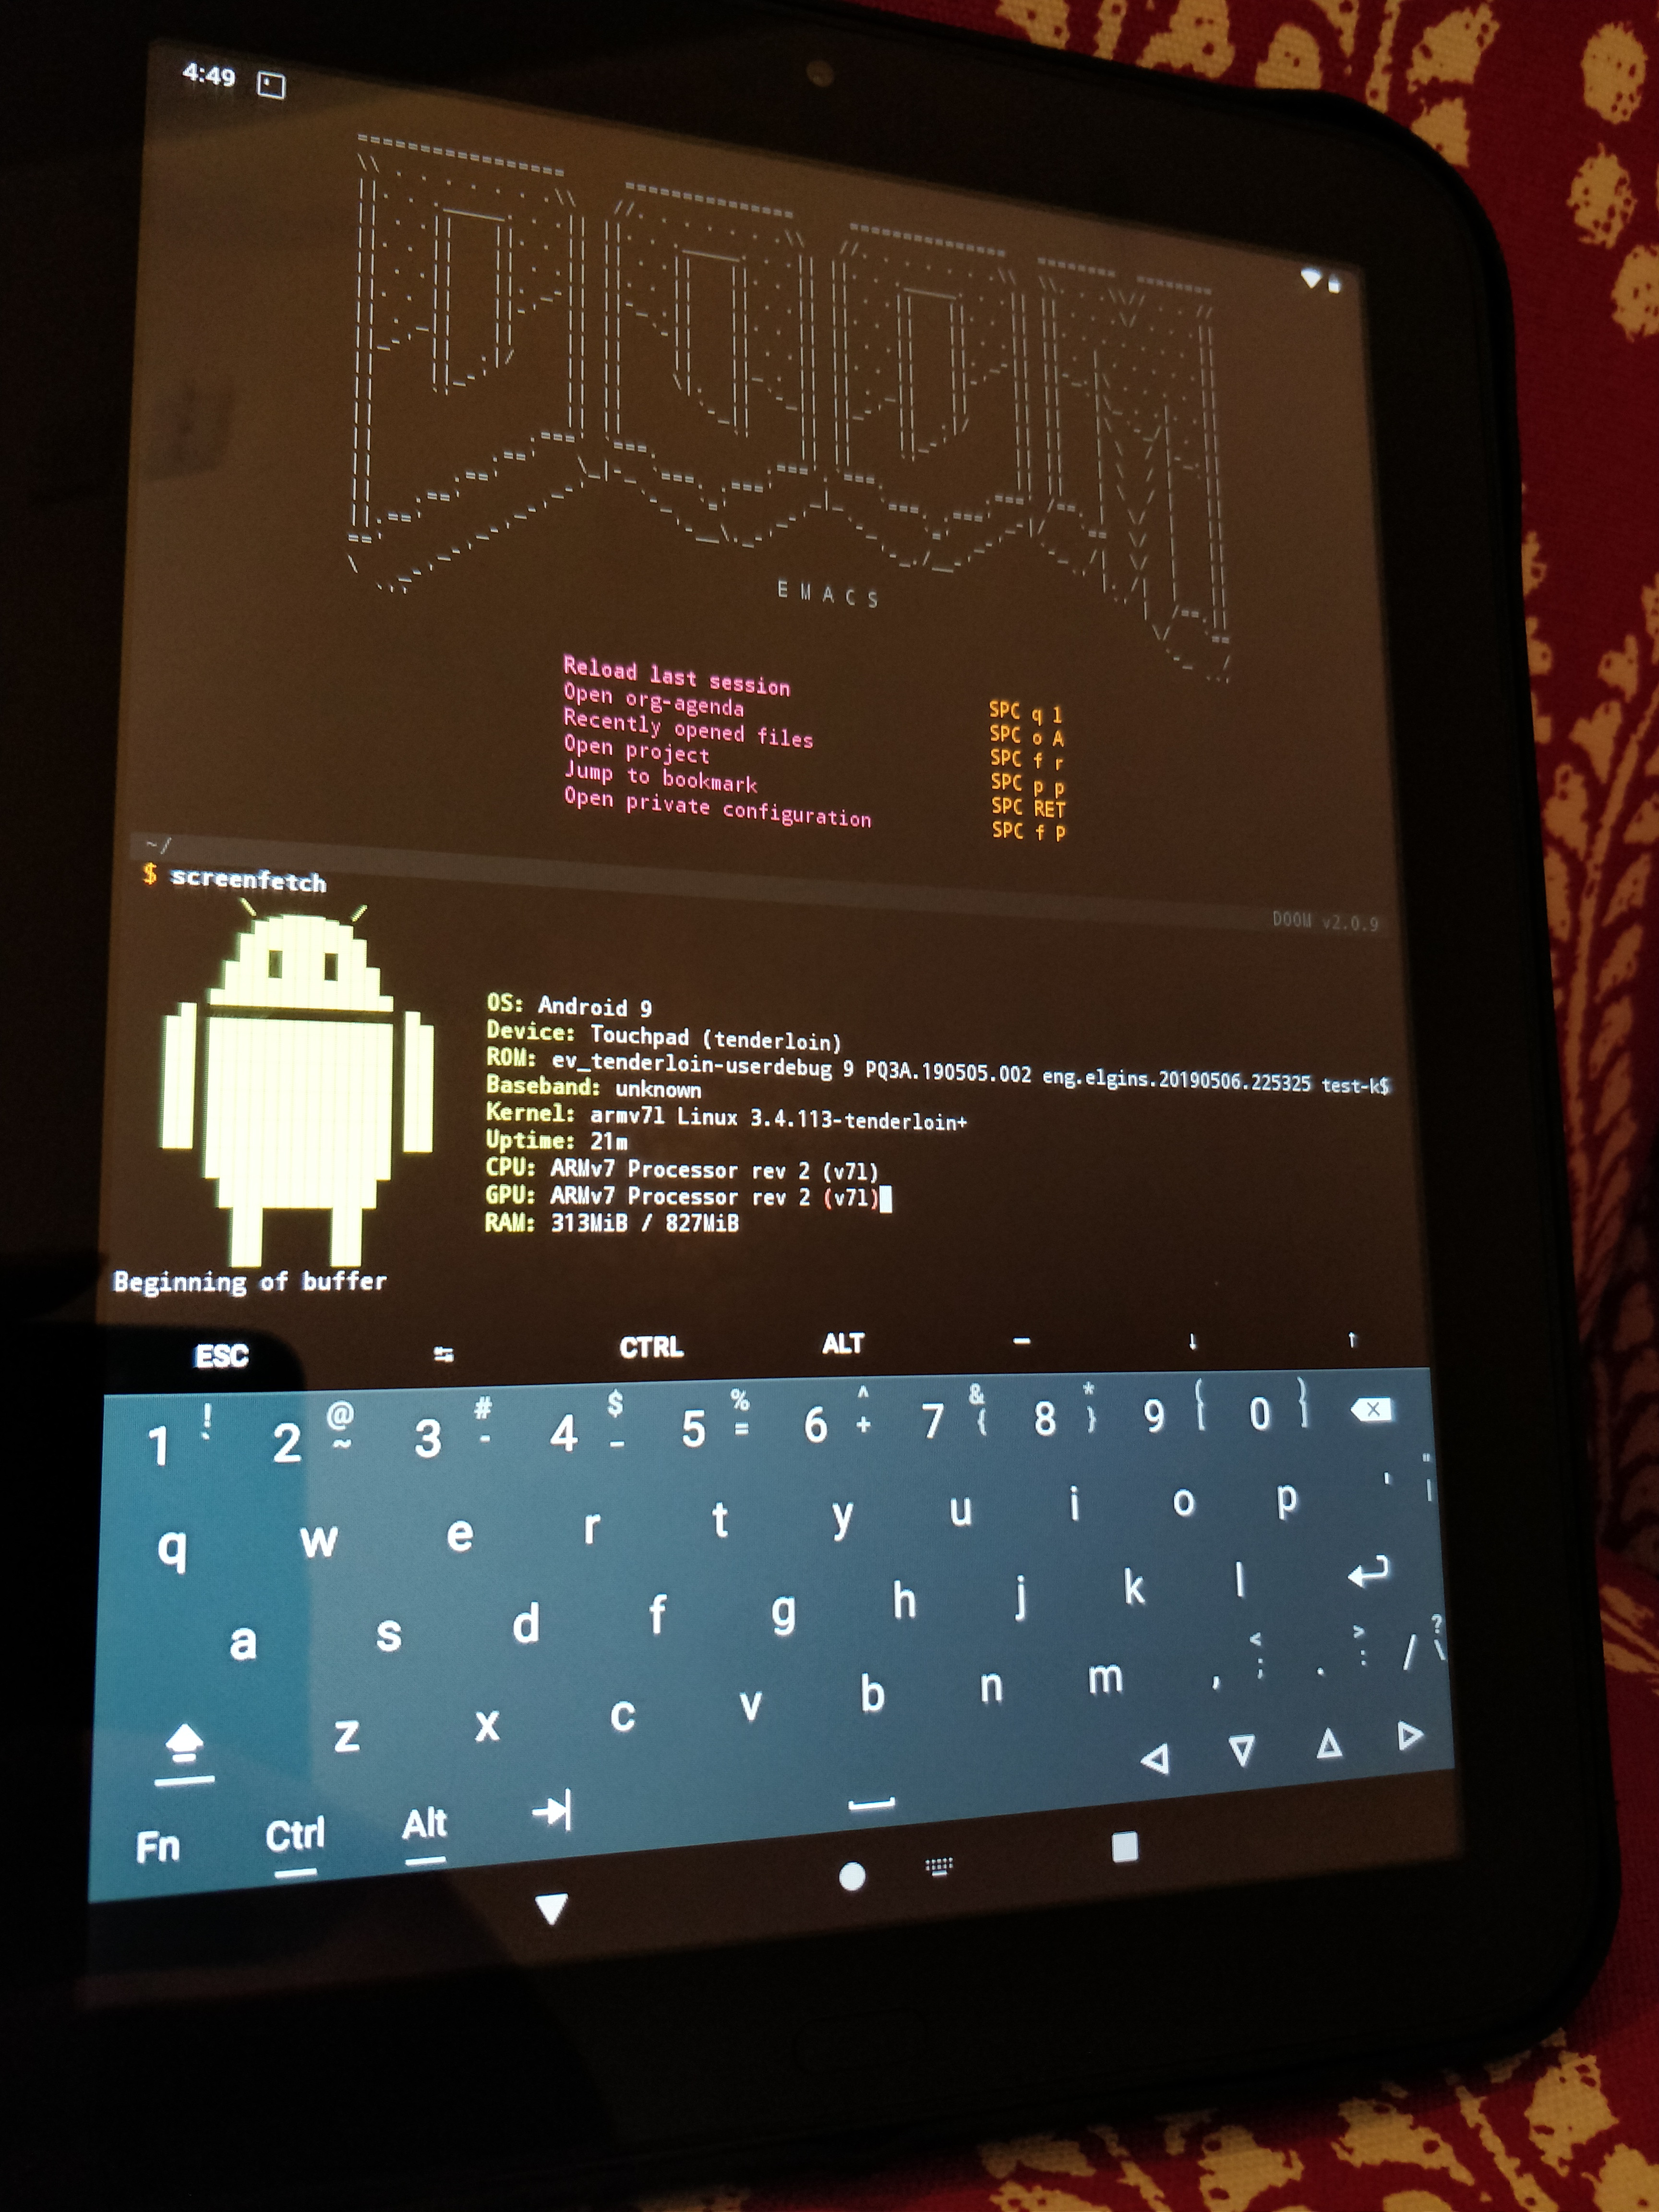 4:49
EMACS
Reload last session SPC q l
Open org-agenda SPC o A
Recently opened files SPC f r
Open project SPC p p
Jump to bookmark SPC RET
Open private configuration SPC f P
~/
DOOM v2.0.9
$ screenfetch
OS: Android 9
Device: Touchpad (tenderloin)
ROM: ev_tenderloin-userdebug 9 PQ3A.190505.002 eng.elgins.20190506.225325 test-k$
Baseband: unknown
Kernel: armv7l Linux 3.4.113-tenderloin+
Uptime: 21m
CPU: ARMv7 Processor rev 2 (v7l)
GPU: ARMv7 Processor rev 2 (v7l)
RAM: 313MiB / 827MiB
Beginning of buffer
ESC CTRL ALT – ↓ ↑
! @ # $ % ^ & *
1 2 3 4 5 6 7 8 9 0
` ~ - _ = + { } [ ]
q w e r t y u i o p ' " |
a s d f g h j k l
z x c v b n m , < ; . > : / ? \
Fn Ctrl Alt